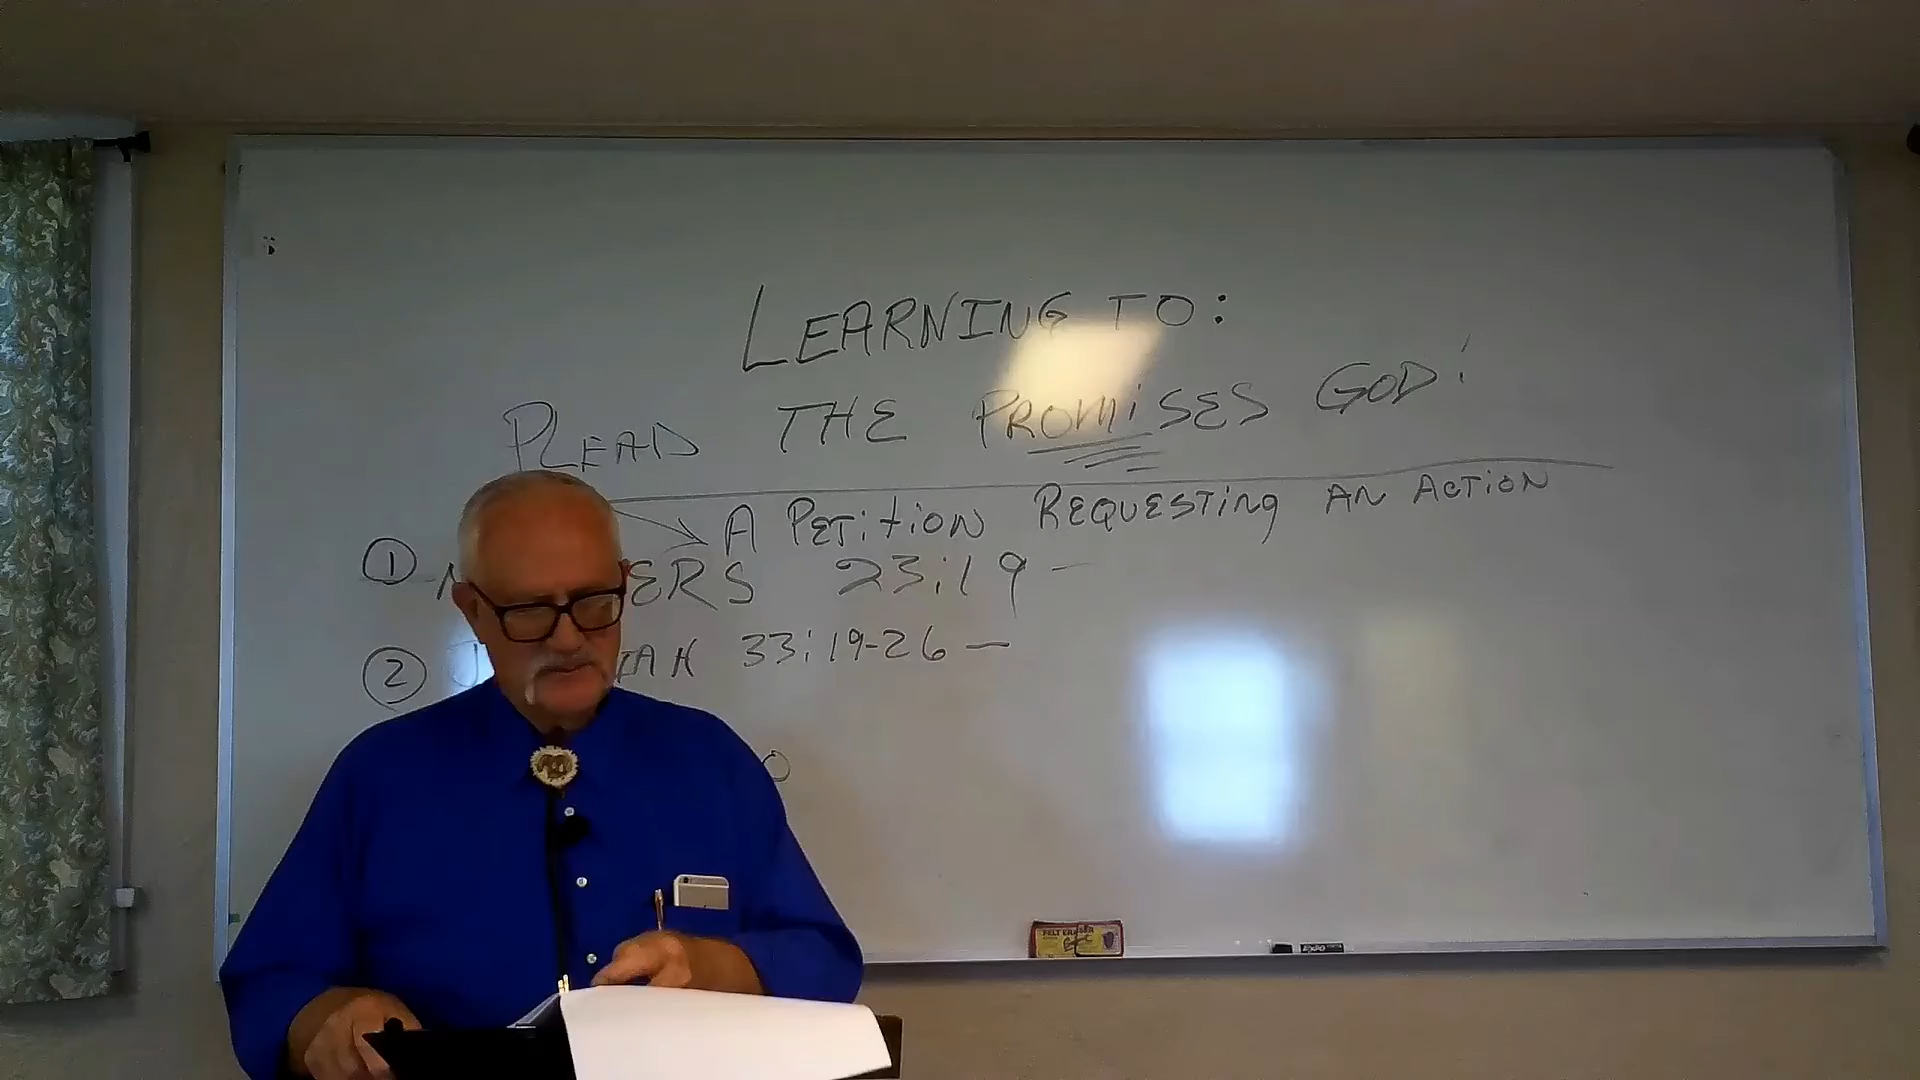 LEARNING TO:
PLEAD THE PROMiSES GOD!
A PETiTiON REQUESTiNg AN ACTiON
① N ERS 23:19 -
② IAH 33:19-26 -
O
FELT ERASER
EXPO